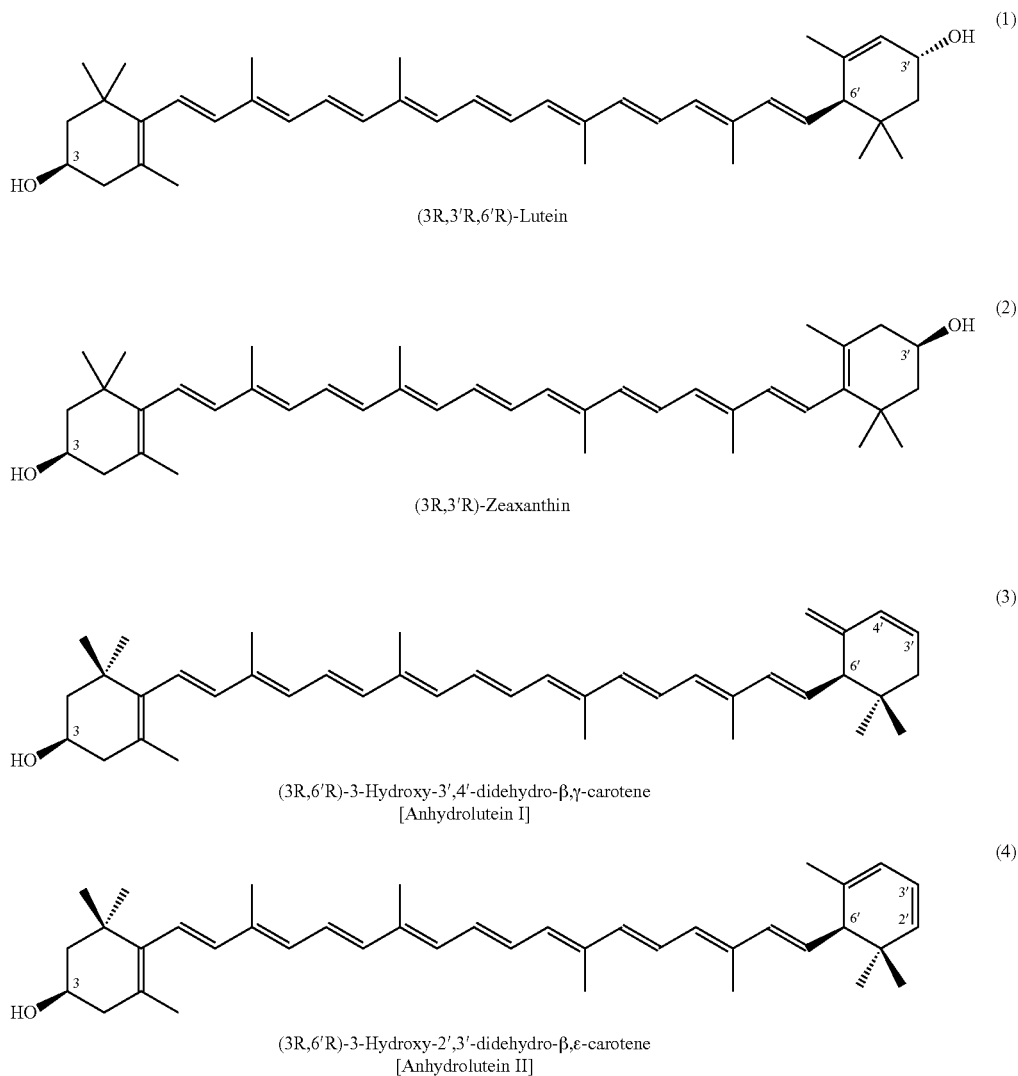 (1)
OH
3'
6'
3
HO
(3R,3'R,6'R)-Lutein
(2)
OH
3'
3
HO
(3R,3'R)-Zeaxanthin
(3)
4'
3'
6'
3
HO
(3R,6'R)-3-Hydroxy-3',4'-didehydro-β,γ-carotene
[Anhydrolutein I]
(4)
3'
6'
2'
3
HO
(3R,6'R)-3-Hydroxy-2',3'-didehydro-β,ε-carotene
[Anhydrolutein II]